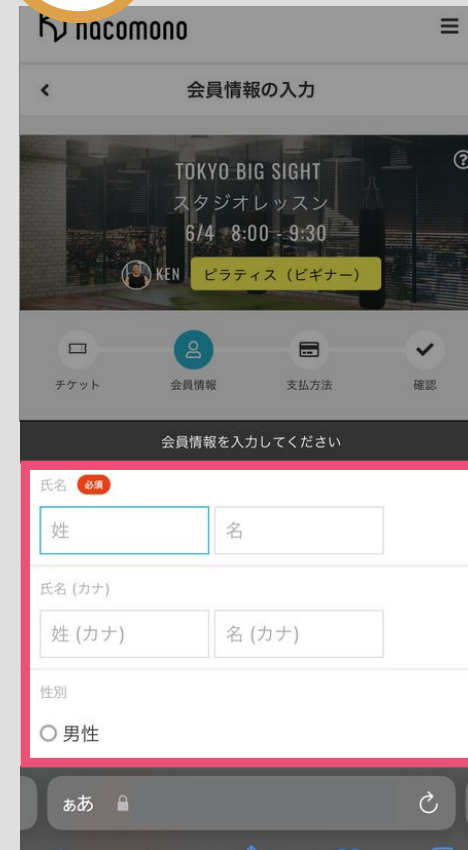 hacomono
会員情報の入力
TOKYO BIG SIGHT
スタジオレッスン
6/4 8:00 - 9:30
KEN ピラティス（ビギナー）
チケット 会員情報 支払方法 確認
会員情報を入力してください
氏名 必須
姓 名
氏名 (カナ)
姓 (カナ) 名 (カナ)
性別
男性
ぁあ